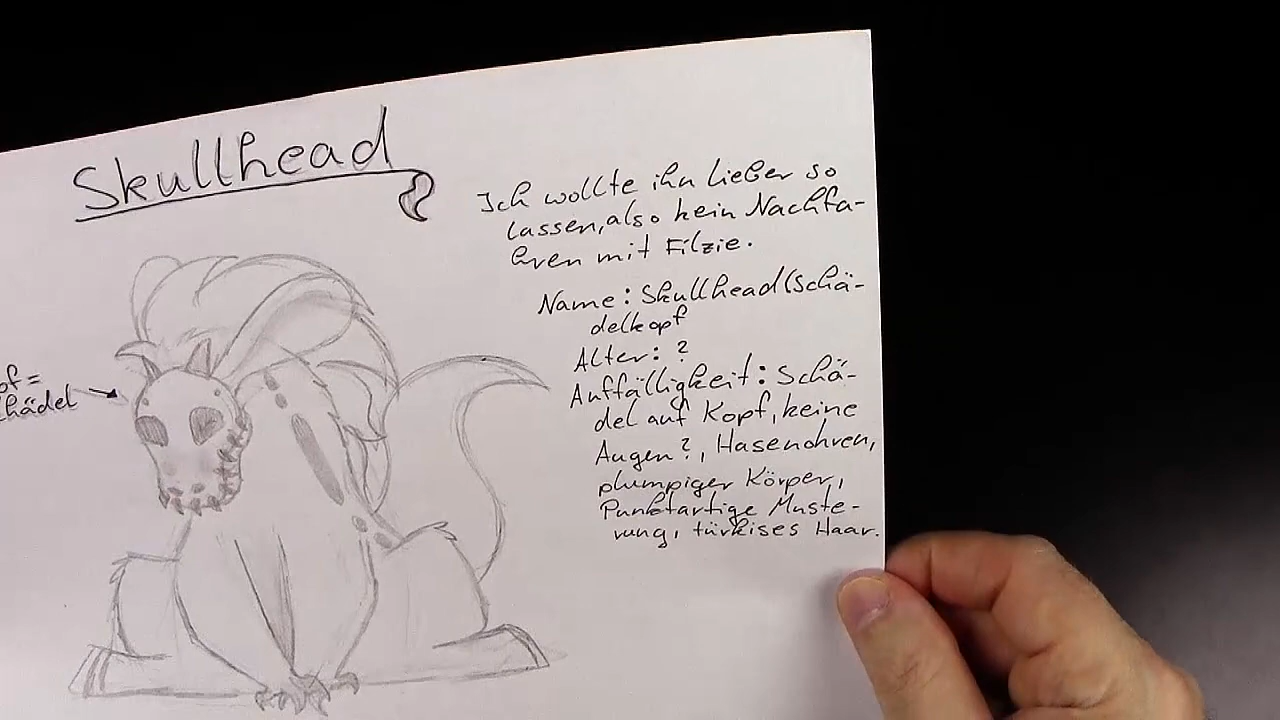 Skullhead
Ich wollte ihn lieber so
lassen, also kein Nachfa-
hren mit Filzie.
Name: Skullhead (Schä-
delkopf
Alter: ?
Auffälligkeit: Schä-
del auf Kopf, keine
Augen?, Hasenohren,
plumpiger Körper,
Punktartige Muste-
rung, türkises Haar.
of =
hädel